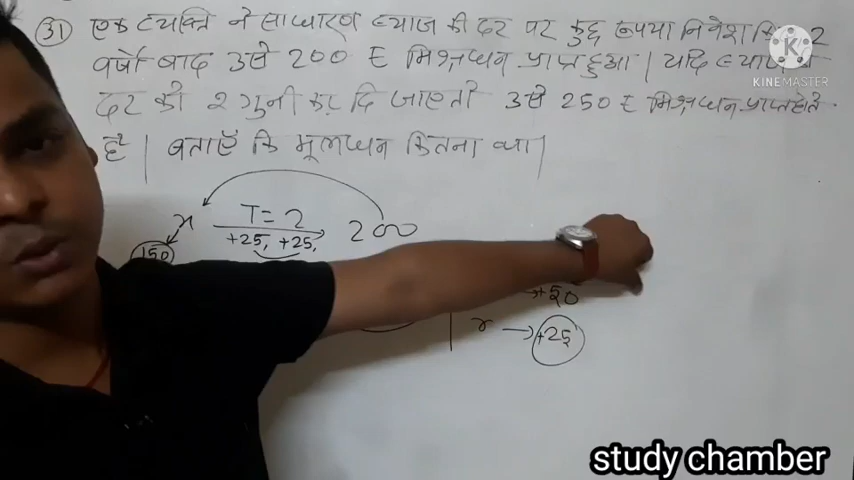 31 एक व्यक्ति ने साधारण ब्याज की दर पर कुछ रूपया निवेश 2
वर्षो बाद उसे 200 ₹ मिश्रधन प्राप्त हुआ | यदि
दर को 2 गुनी कर दि जाए तो उसे 250 ₹ मिश्रधन प्राप्त होते
है | बताएँ कि मूलधन कितना था |
KINEMASTER
x T=2 200
+25, +25,
150
→+50
r → +25
study chamber